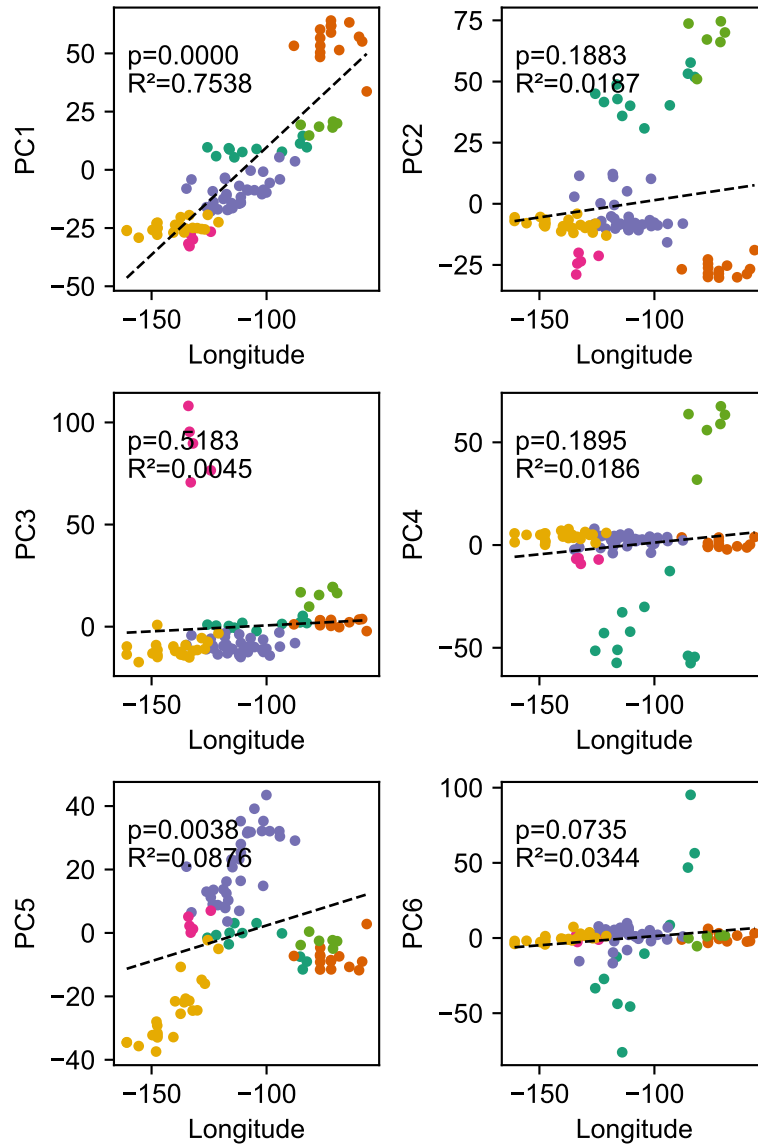 p=0.0000
R²=0.7538
50
25
0
−25
−50
PC1
−150
−100
Longitude
p=0.1883
R²=0.0187
75
50
25
0
−25
PC2
−150
−100
Longitude
p=0.5183
R²=0.0045
100
50
0
PC3
−150
−100
Longitude
p=0.1895
R²=0.0186
50
0
−50
PC4
−150
−100
Longitude
p=0.0038
R²=0.0876
40
20
0
−20
−40
PC5
−150
−100
Longitude
p=0.0735
R²=0.0344
100
50
0
−50
PC6
−150
−100
Longitude